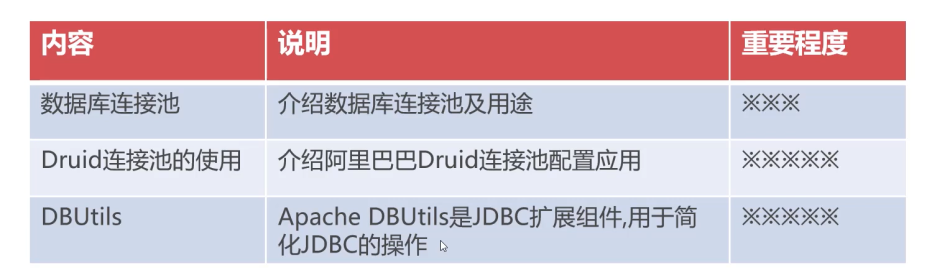 内容 说明 重要程度
数据库连接池 介绍数据库连接池及用途 ※※※
Druid连接池的使用 介绍阿里巴巴Druid连接池配置应用 ※※※※※
DBUtils Apache DBUtils是JDBC扩展组件,用于简 ※※※※※
化JDBC的操作